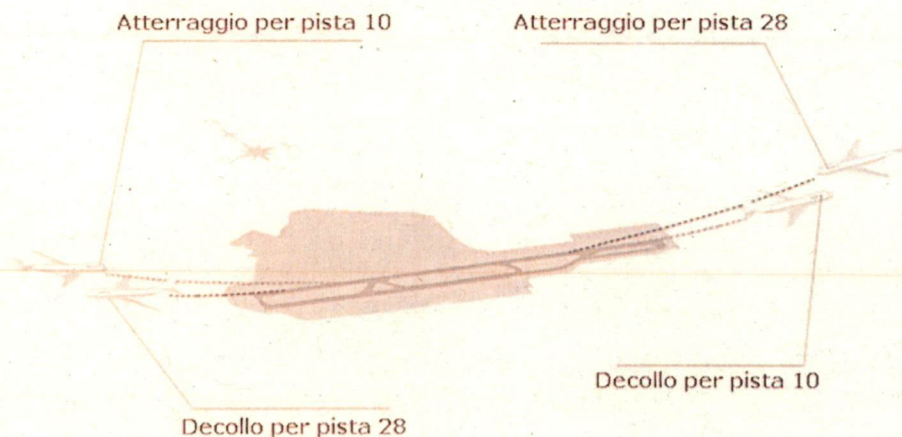 Atterraggio per pista 10
Atterraggio per pista 28
Decollo per pista 10
Decollo per pista 28